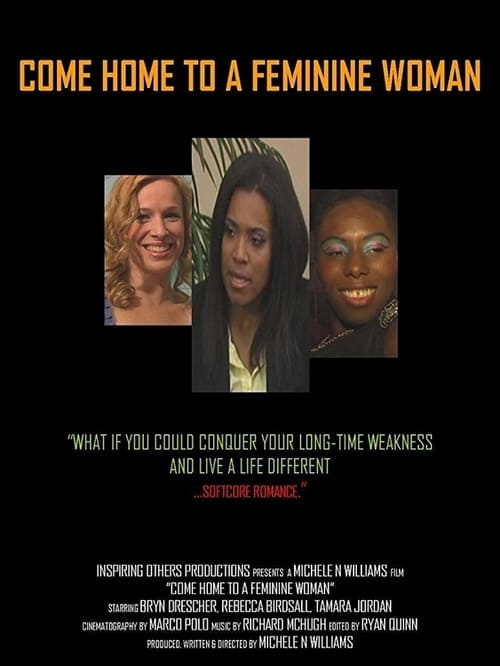 COME HOME TO A FEMININE WOMAN
"WHAT IF YOU COULD CONQUER YOUR LONG-TIME WEAKNESS
AND LIVE A LIFE DIFFERENT
...SOFTCORE ROMANCE."
INSPIRING OTHERS PRODUCTIONS PRESENTS A MICHELE N WILLIAMS FILM
"COME HOME TO A FEMININE WOMAN"
STARRING BRYN DRESCHER, REBECCA BIRDSALL, TAMARA JORDAN
CINEMATOGRAPHY BY MARCO POLO MUSIC BY RICHARD MCHUGH EDITED BY RYAN QUINN
PRODUCED, WRITTEN & DIRECTED BY MICHELE N WILLIAMS